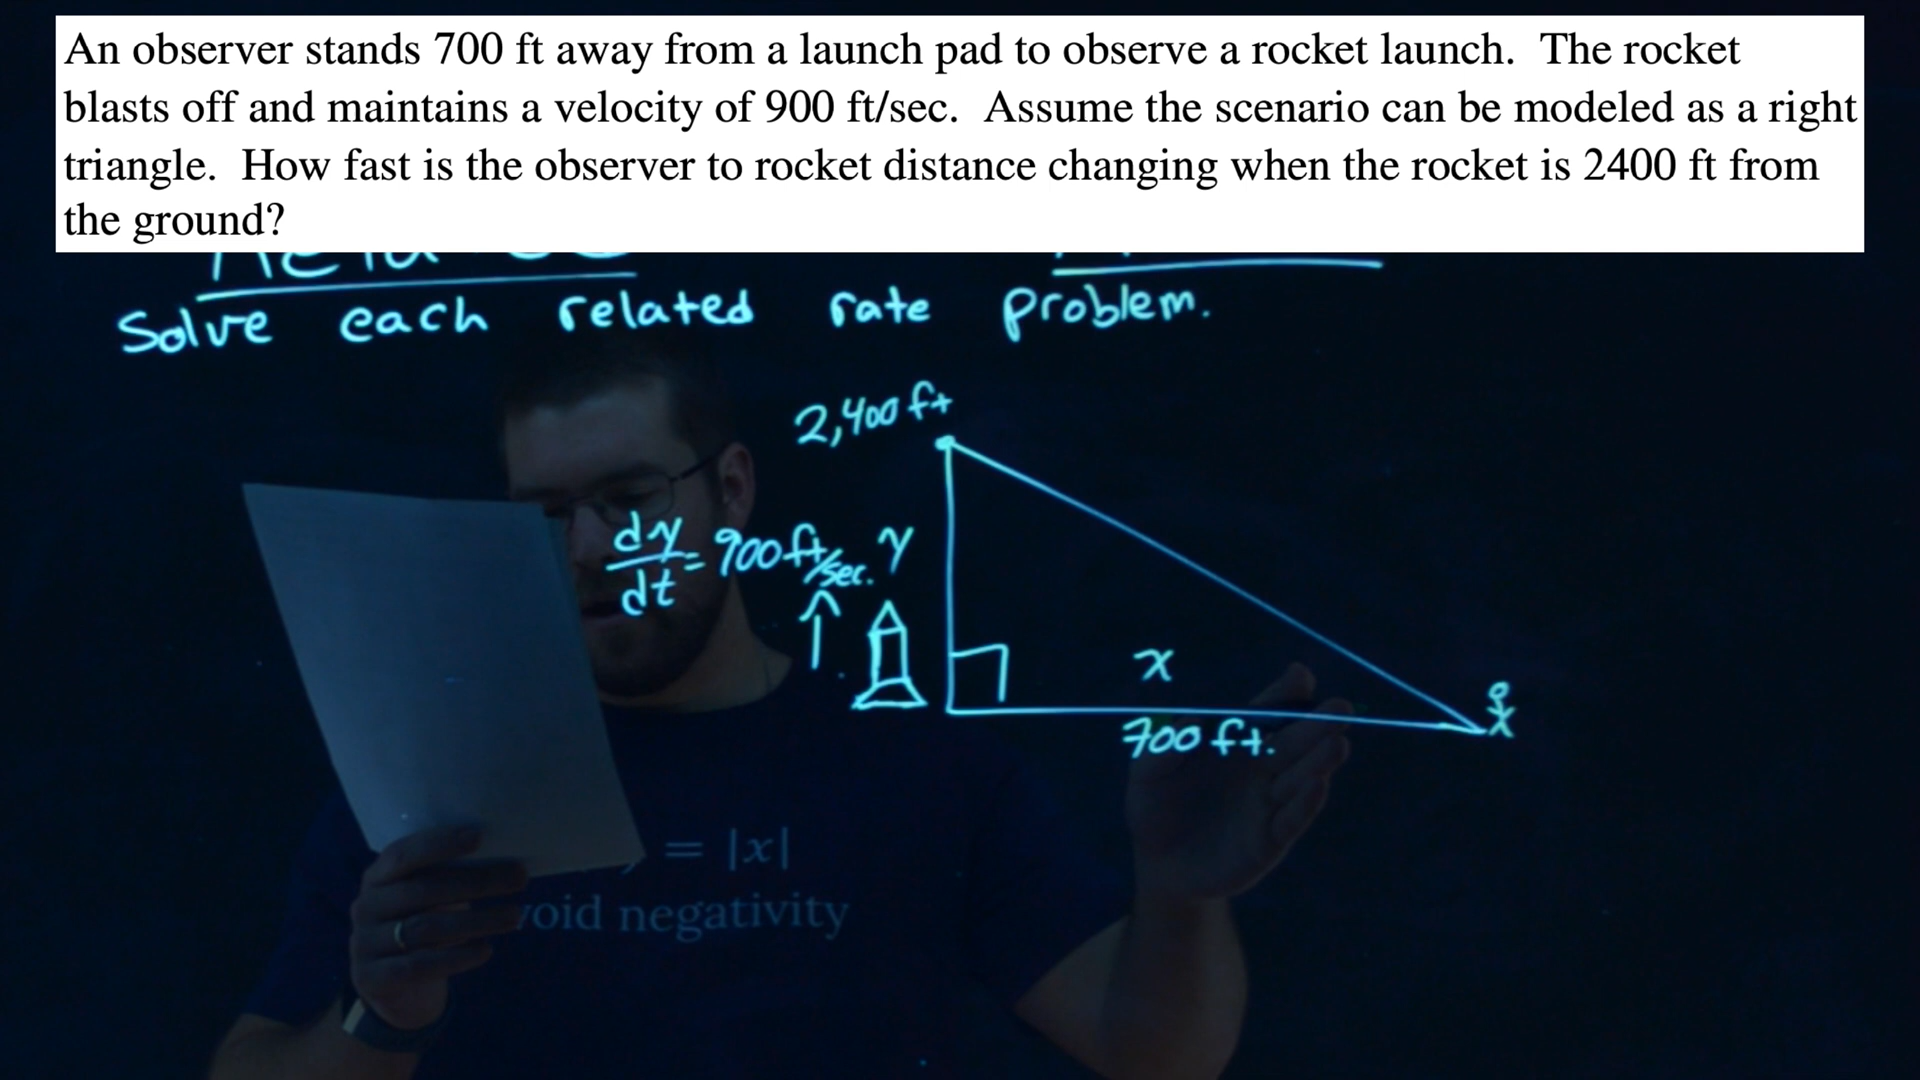 An observer stands 700 ft away from a launch pad to observe a rocket launch. The rocket
blasts off and maintains a velocity of 900 ft/sec. Assume the scenario can be modeled as a right
triangle. How fast is the observer to rocket distance changing when the rocket is 2400 ft from
the ground?
Solve each related rate problem.
2,400 ft
dy/dt = 900 ft/sec. y
x
700 ft.
= |x|
negativity